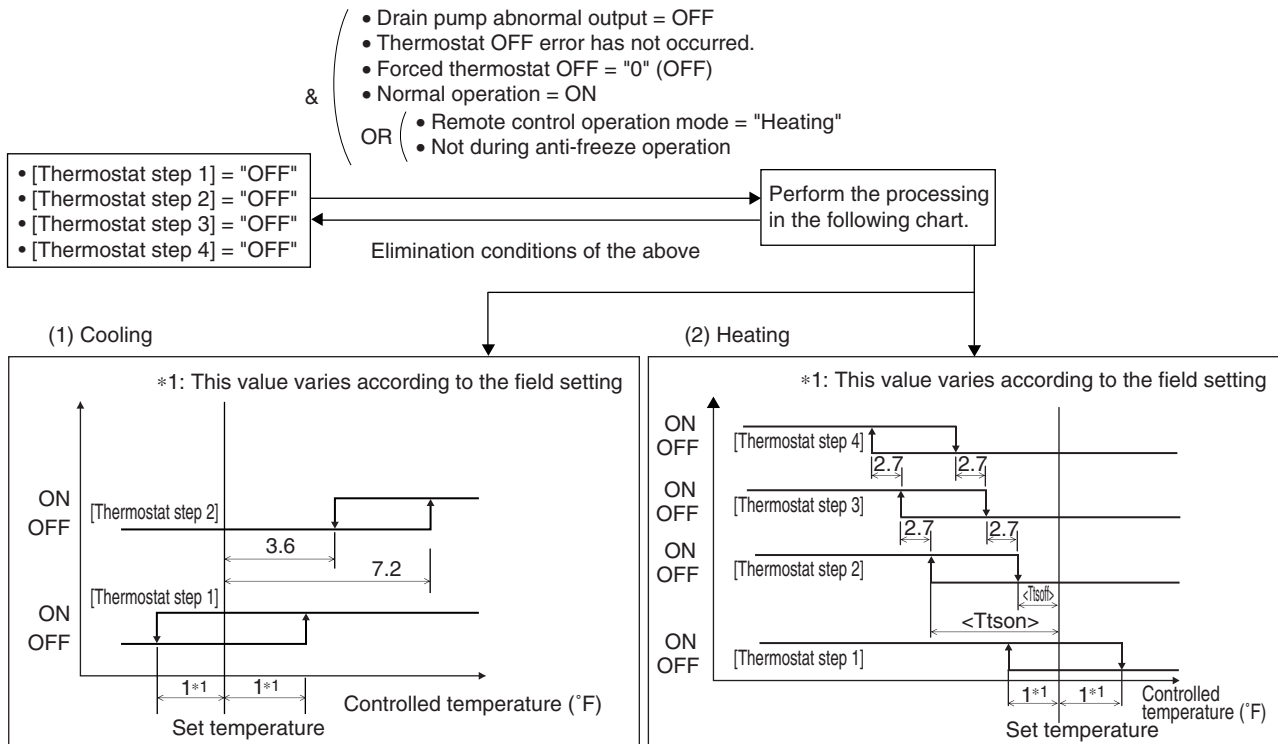 • Drain pump abnormal output = OFF
• Thermostat OFF error has not occurred.
• Forced thermostat OFF = "0" (OFF)
• Normal operation = ON
&
OR
• Remote control operation mode = "Heating"
• Not during anti-freeze operation
• [Thermostat step 1] = "OFF"
• [Thermostat step 2] = "OFF"
• [Thermostat step 3] = "OFF"
• [Thermostat step 4] = "OFF"
Perform the processing
in the following chart.
Elimination conditions of the above
(1) Cooling
*1: This value varies according to the field setting
ON
OFF
[Thermostat step 2]
3.6
7.2
[Thermostat step 1]
ON
OFF
1*1
1*1
Controlled temperature (˚F)
Set temperature
(2) Heating
*1: This value varies according to the field setting
ON
OFF
[Thermostat step 4]
2.7
2.7
ON
OFF
[Thermostat step 3]
2.7
2.7
ON
OFF
[Thermostat step 2]
<Ttsoff>
<Ttson>
ON
OFF
[Thermostat step 1]
1*1
1*1
Controlled
temperature (˚F)
Set temperature